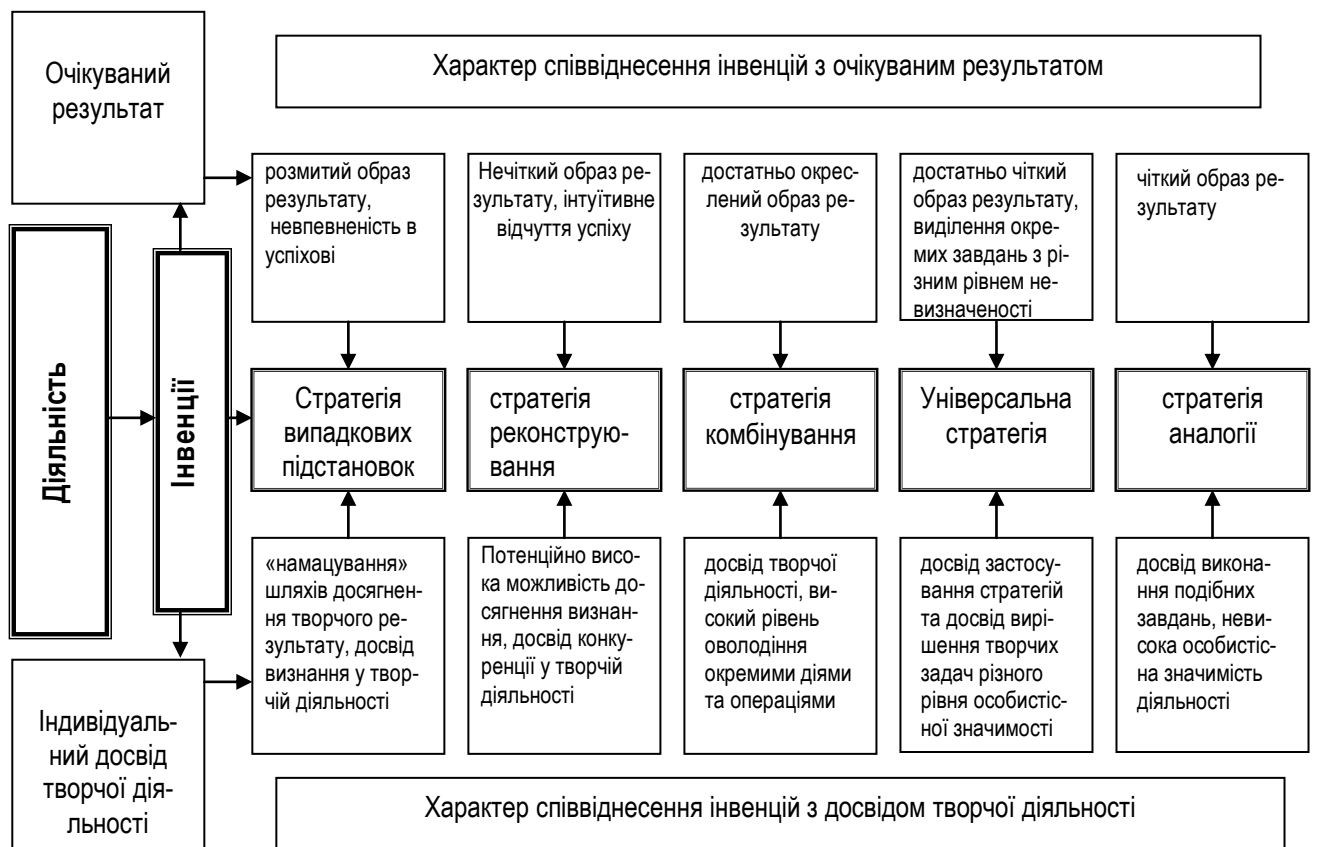 Очікуваний
результат
Характер співвіднесення інвенцій з очікуваним результатом
розмитий образ
результату,
невпевненість в
успіхові
Нечіткий образ ре-
зультату, інтуїтивне
відчуття успіху
достатньо окрес-
лений образ ре-
зультату
достатньо чіткий
образ результату,
виділення окре-
мих завдань з рі-
зним рівнем не-
визначеності
чіткий образ ре-
зультату
Діяльність
Інвенції
Стратегія
випадкових
підстановок
стратегія
реконструю-
вання
стратегія
комбінування
Універсальна
стратегія
стратегія
аналогії
«намацування»
шляхів досягнен-
ня творчого ре-
зультату, досвід
визнання у твор-
чій діяльності
Потенційно висо-
ка можливість до-
сягнення визнан-
ня, досвід конку-
ренції у творчій
діяльності
досвід творчої
діяльності, ви-
сокий рівень
оволодіння
окремими діями
та операціями
досвід застосу-
вання стратегій
та досвід вирі-
шення творчих
задач різного
рівня особистіс-
ної значимості
досвід викона-
ння подібних
завдань, неви-
сока особистіс-
на значимість
діяльності
Індивідуаль-
ний досвід
творчої дія-
льності
Характер співвіднесення інвенцій з досвідом творчої діяльності